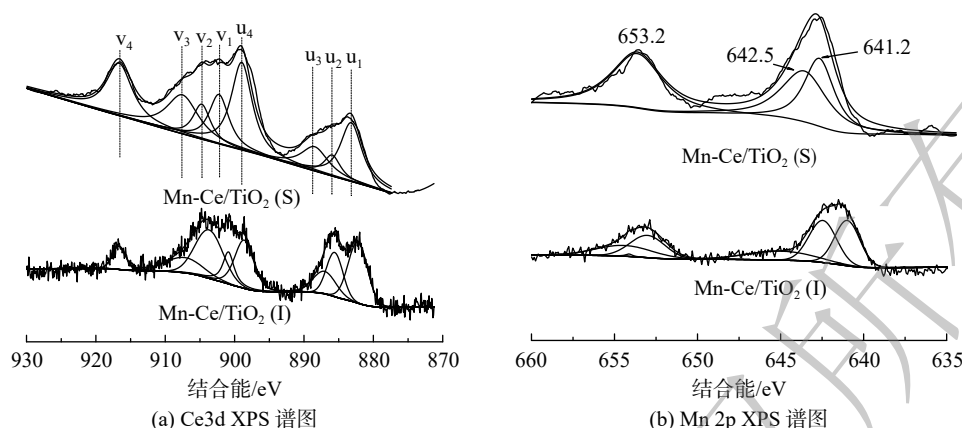 v₄
v₃
v₂
v₁
u₄
u₃
u₂
u₁
Mn-Ce/TiO₂ (S)
Mn-Ce/TiO₂ (I)
930 920 910 900 890 880 870
结合能/eV
(a) Ce3d XPS 谱图
653.2
642.5
641.2
Mn-Ce/TiO₂ (S)
Mn-Ce/TiO₂ (I)
660 655 650 645 640 635
结合能/eV
(b) Mn 2p XPS 谱图